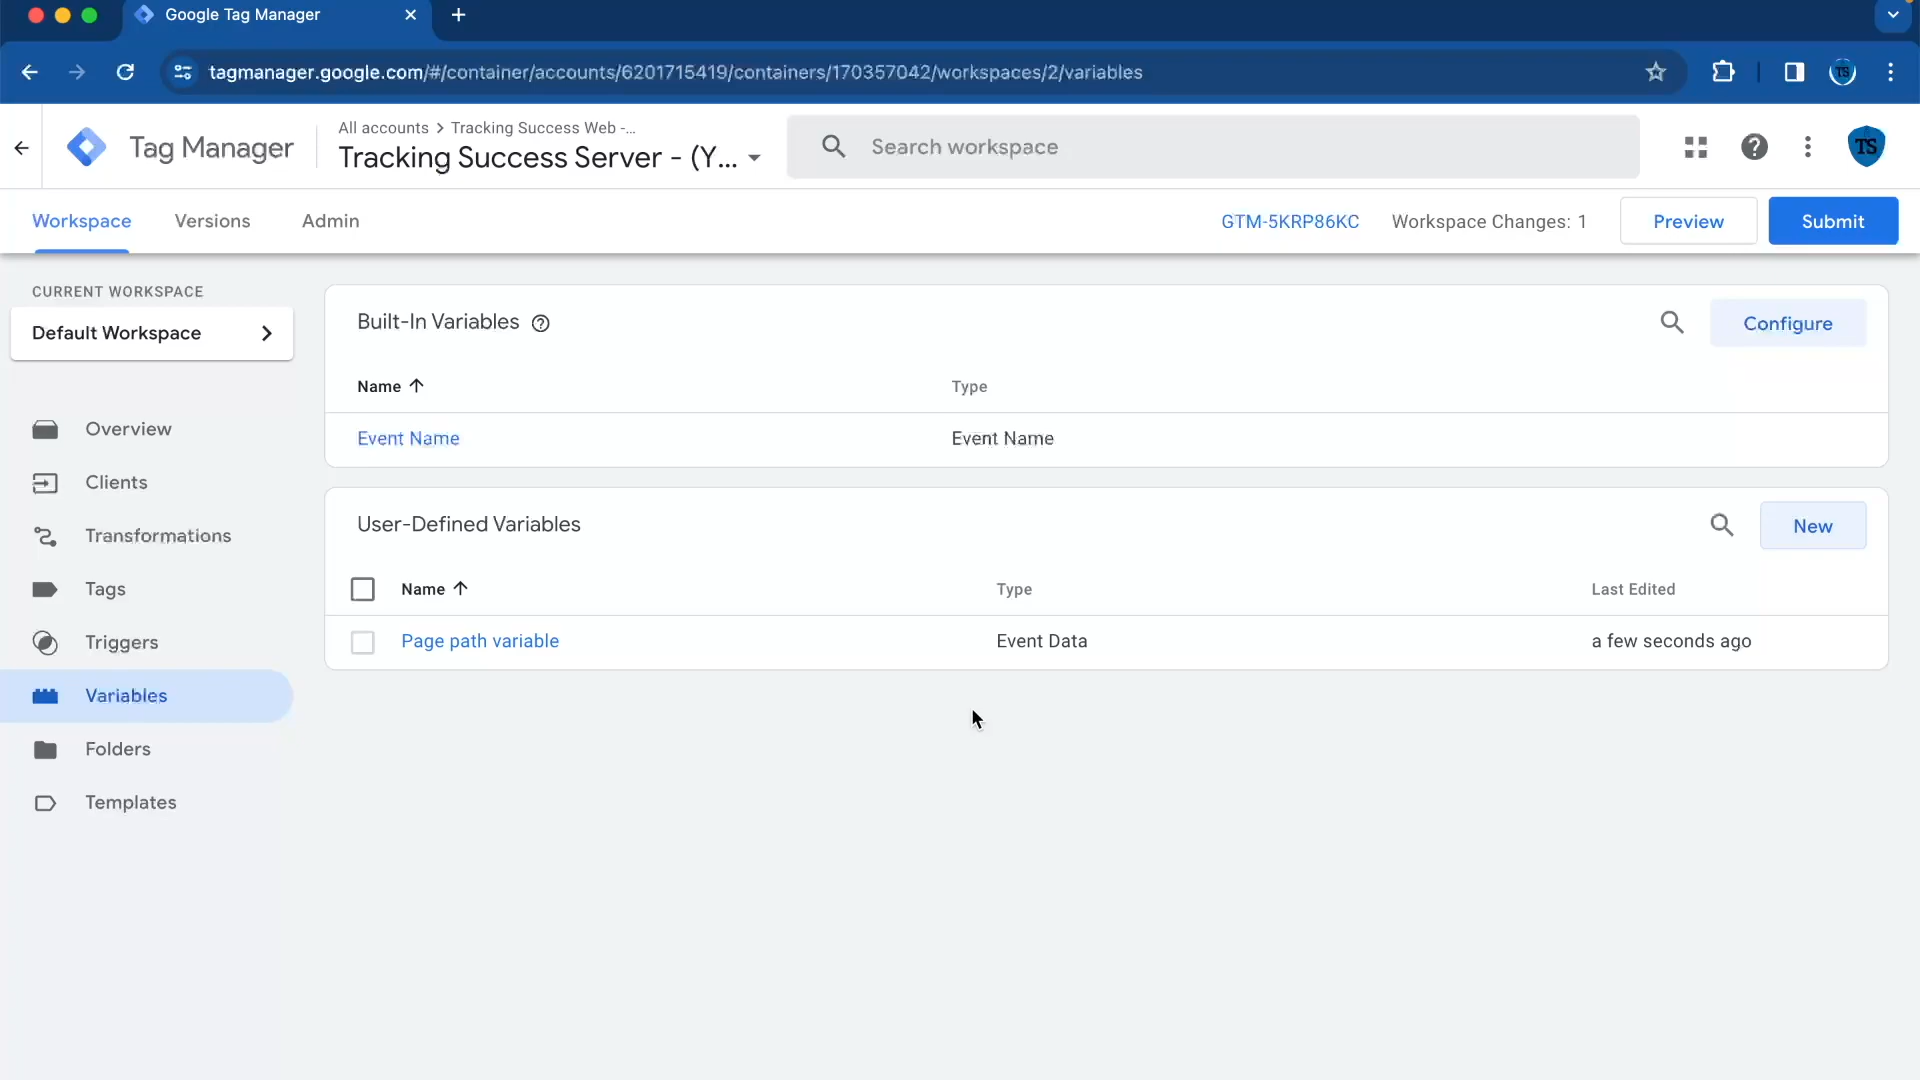 Google Tag Manager
tagmanager.google.com/#/container/accounts/6201715419/containers/170357042/workspaces/2/variables
TS
Tag Manager
All accounts > Tracking Success Web -...
Tracking Success Server - (Y...
Search workspace
TS
Workspace
Versions
Admin
GTM-5KRP86KC
Workspace Changes: 1
Preview
Submit
CURRENT WORKSPACE
Default Workspace
Overview
Clients
Transformations
Tags
Triggers
Variables
Folders
Templates
Built-In Variables
Configure
Name
Type
Event Name
Event Name
User-Defined Variables
New
Name
Type
Last Edited
Page path variable
Event Data
a few seconds ago